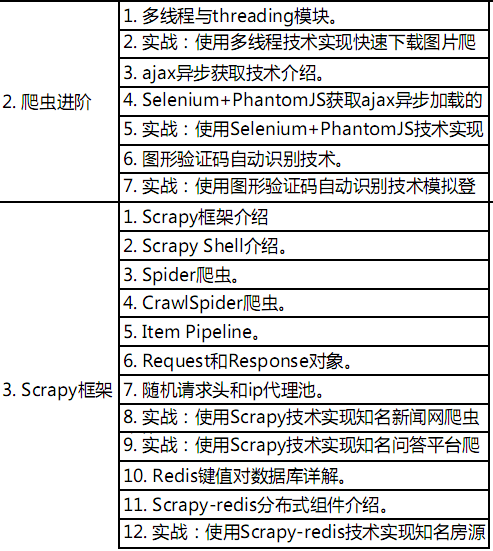 2. 爬虫进阶
1. 多线程与threading模块。
2. 实战：使用多线程技术实现快速下载图片爬
3. ajax异步获取技术介绍。
4. Selenium+PhantomJS获取ajax异步加载的
5. 实战：使用Selenium+PhantomJS技术实现
6. 图形验证码自动识别技术。
7. 实战：使用图形验证码自动识别技术模拟登
3. Scrapy框架
1. Scrapy框架介绍
2. Scrapy Shell介绍。
3. Spider爬虫。
4. CrawlSpider爬虫。
5. Item Pipeline。
6. Request和Response对象。
7. 随机请求头和ip代理池。
8. 实战：使用Scrapy技术实现知名新闻网爬虫
9. 实战：使用Scrapy技术实现知名问答平台爬
10. Redis键值对数据库详解。
11. Scrapy-redis分布式组件介绍。
12. 实战：使用Scrapy-redis技术实现知名房源